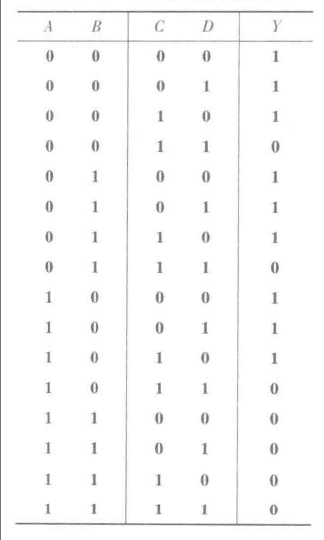 A B C D Y
0 0 0 0 1
0 0 0 1 1
0 0 1 0 1
0 0 1 1 0
0 1 0 0 1
0 1 0 1 1
0 1 1 0 1
0 1 1 1 0
1 0 0 0 1
1 0 0 1 1
1 0 1 0 1
1 0 1 1 0
1 1 0 0 0
1 1 0 1 0
1 1 1 0 0
1 1 1 1 0